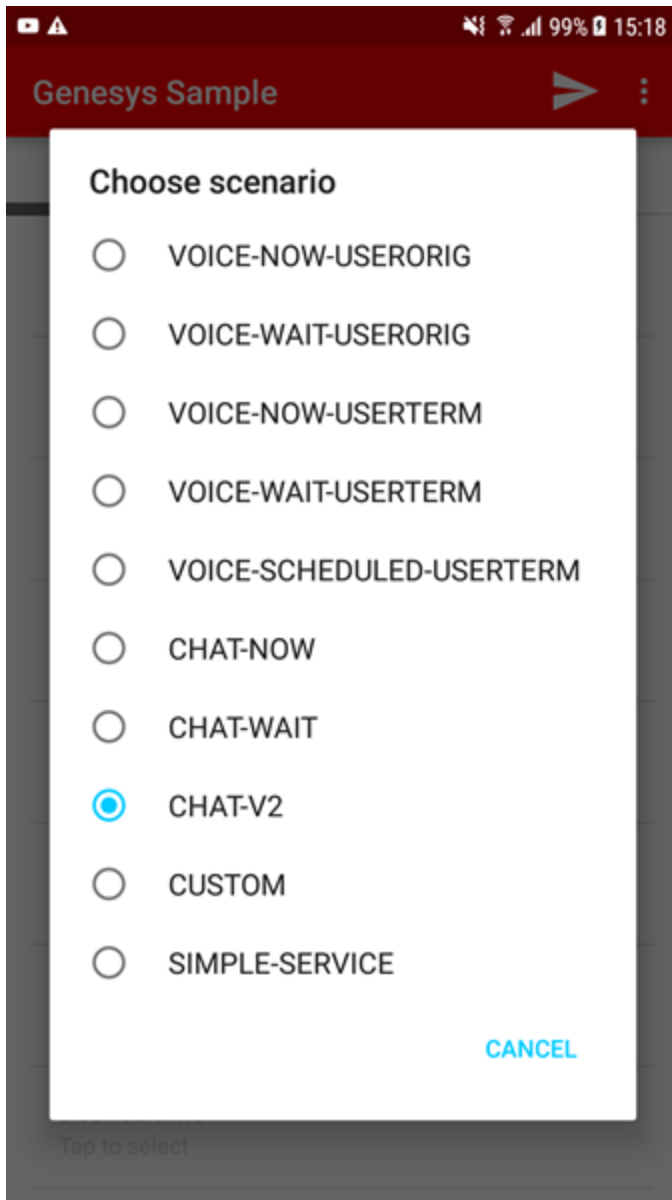 99% 15:18
Genesys Sample
Choose scenario
VOICE-NOW-USERORIG
VOICE-WAIT-USERORIG
VOICE-NOW-USERTERM
VOICE-WAIT-USERTERM
VOICE-SCHEDULED-USERTERM
CHAT-NOW
CHAT-WAIT
CHAT-V2
CUSTOM
SIMPLE-SERVICE
CANCEL
Tap to select